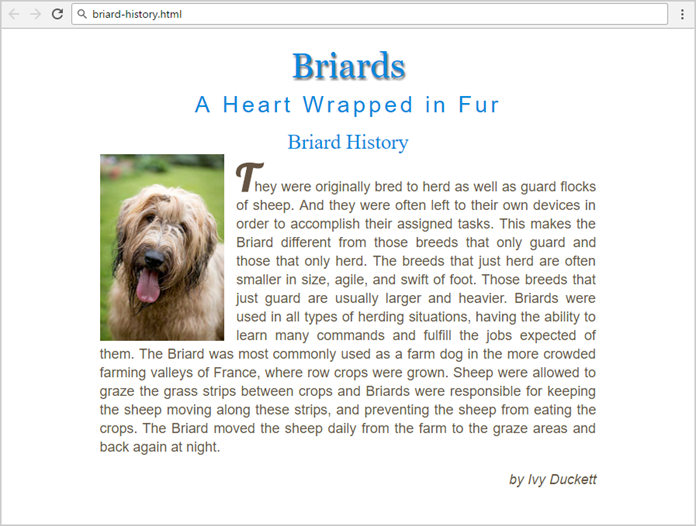 briard-history.html
Briards
A Heart Wrapped in Fur
Briard History
They were originally bred to herd as well as guard flocks
of sheep. And they were often left to their own devices in
order to accomplish their assigned tasks. This makes the
Briard different from those breeds that only guard and
those that only herd. The breeds that just herd are often
smaller in size, agile, and swift of foot. Those breeds that
just guard are usually larger and heavier. Briards were
used in all types of herding situations, having the ability to
learn many commands and fulfill the jobs expected of
them. The Briard was most commonly used as a farm dog in the more crowded
farming valleys of France, where row crops were grown. Sheep were allowed to
graze the grass strips between crops and Briards were responsible for keeping
the sheep moving along these strips, and preventing the sheep from eating the
crops. The Briard moved the sheep daily from the farm to the graze areas and
back again at night.
by Ivy Duckett